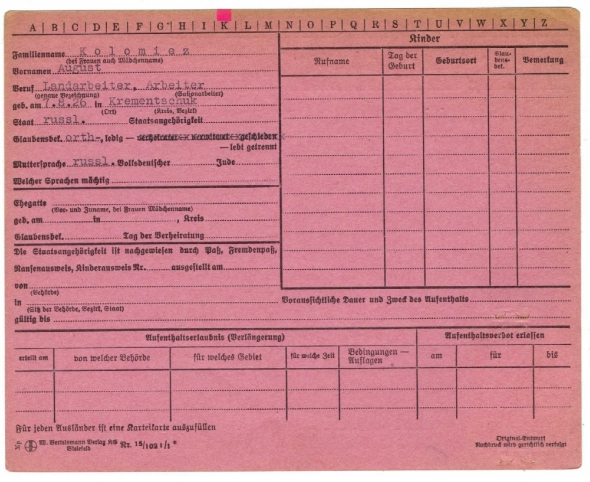 A|B|C|D|E|F|G|H|I|K|L|M|N|O|P|Q|R|S|T|U|V|W|X|Y|Z
Kinder
Familienname Kolomiez
(bei Frauen auch Mädchenname)
Vornamen August
Beruf Landarbeiter, Arbeiter
(genaue Bezeichnung) (Saisonarbeiter)
geb. am 7.8.26 in Krementschuk
(Ort) (Kreis, Bezirk)
Staat russl. Staatsangehörigkeit
Glaubensbek. orth-, ledig — verheiratet — verwitwet — geschieden
— lebt getrennt
Muttersprache russl. Volksdeutscher Jude
Welcher Sprachen mächtig
Rufname Tag der Geburt Geburtsort Glau-bens-bek. Bemerkung
Ehegatte
(Vor- und Zuname, bei Frauen Mädchenname)
geb. am in , Kreis
Glaubensbek. Tag der Verheiratung
Die Staatsangehörigkeit ist nachgewiesen durch Paß, Fremdenpaß,
Nansenausweis, Kinderausweis Nr. ausgestellt am
von
(Behörde)
in
(Sitz der Behörde, Bezirk, Staat)
gültig bis
Voraussichtliche Dauer und Zweck des Aufenthalts
Aufenthaltserlaubnis (Verlängerung) Aufenthaltsverbot erlassen
erteilt am von welcher Behörde für welches Gebiet für welche Zeit Bedingungen — Auflagen am für bis
Für jeden Ausländer ist eine Karteikarte auszufüllen
W. Bertelsmann Verlag KG
Bielefeld
Nr. 15/1021/1
Original-Entwurf
Nachdruck wird gerichtlich verfolgt